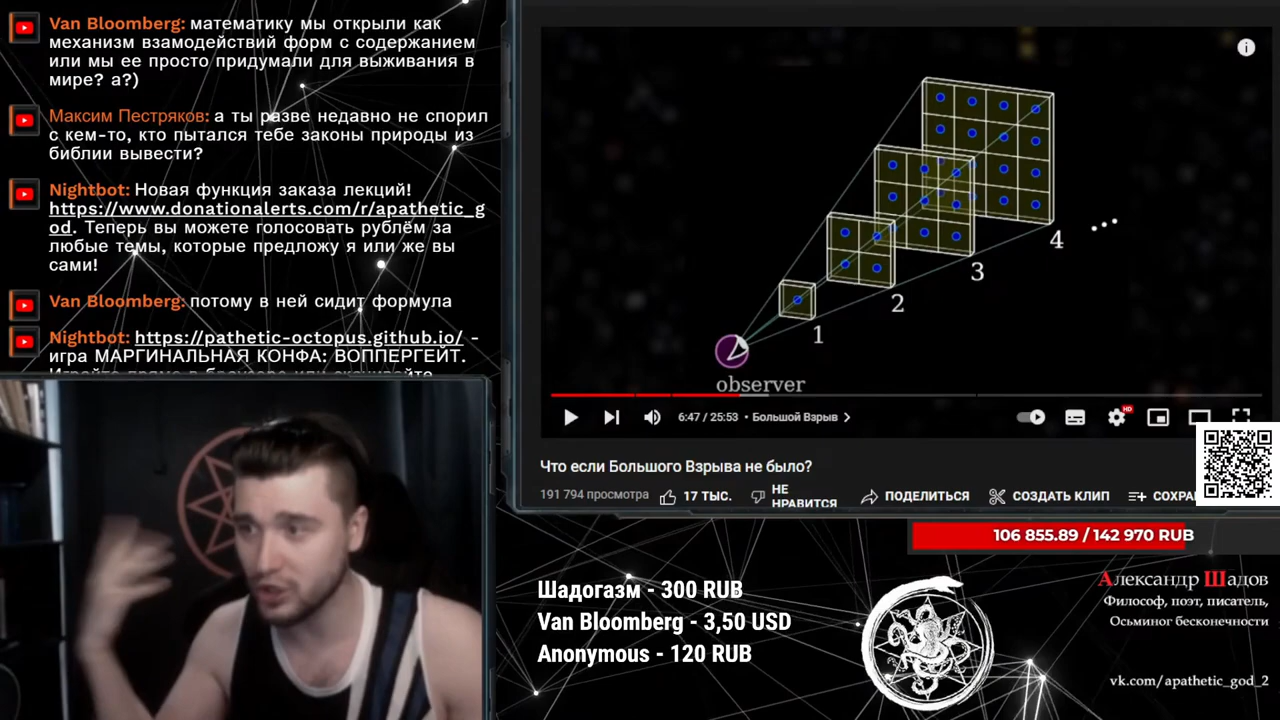 Van Bloomberg: математику мы открыли как
механизм взамодействий форм с содержанием
или мы ее просто придумали для выживания в
мире? а?)
Максим Пестряков: а ты разве недавно не спорил
с кем-то, кто пытался тебе законы природы из
библии вывести?
Nightbot: Новая функция заказа лекций!
https://www.donationalerts.com/r/apathetic_g
od. Теперь вы можете голосовать рублём за
любые темы, которые предложу я или же вы
сами!
Van Bloomberg: потому в ней сидит формула
Nightbot: https://pathetic-octopus.github.io/ -
игра МАРГИНАЛЬНАЯ КОНФА: ВОППЕРГЕЙТ.
1
2
3
4
observer
6:47 / 25:53 • Большой Взрыв
HD
Что если Большого Взрыва не было?
191 794 просмотра
17 ТЫС.
НЕ
НРАВИТСЯ
ПОДЕЛИТЬСЯ
СОЗДАТЬ КЛИП
106 855.89 / 142 970 RUB
Шадогазм - 300 RUB
Van Bloomberg - 3,50 USD
Anonymous - 120 RUB
Александр Шадов
Философ, поэт, писатель,
Осьминог бесконечности
vk.com/apathetic_god_2